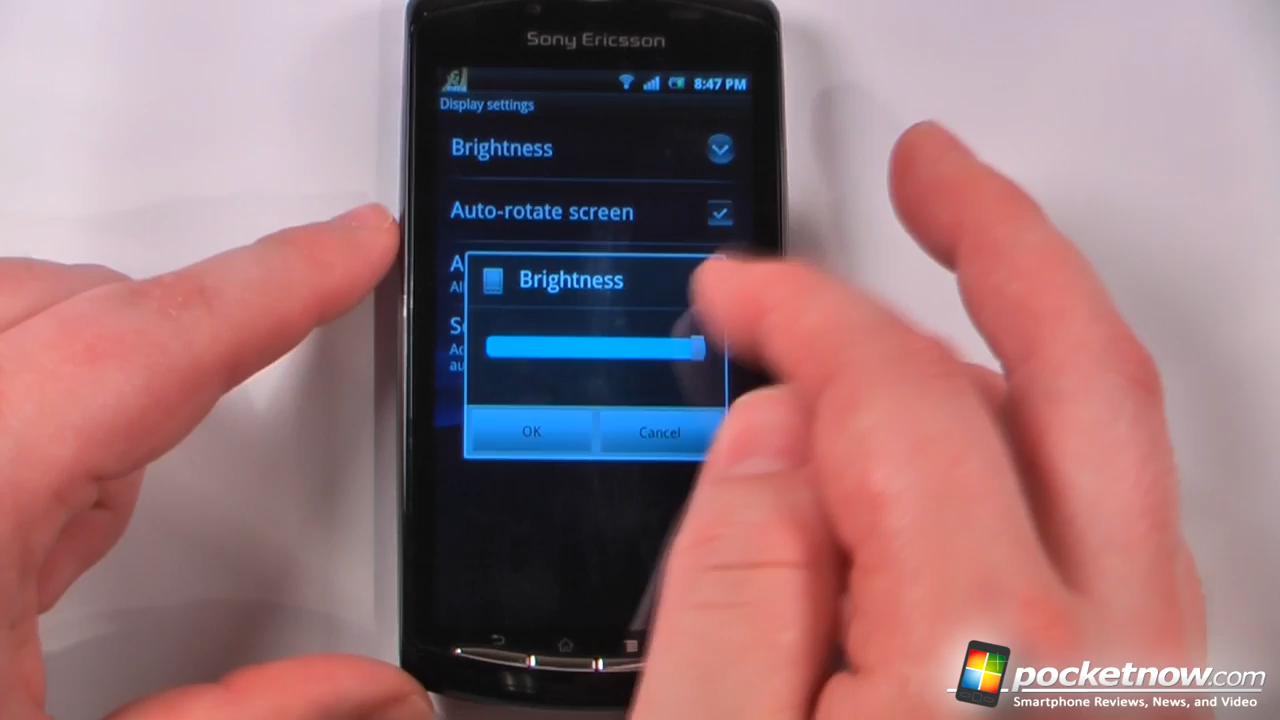 Sony Ericsson
8:47 PM
Display settings
Brightness
Auto-rotate screen
Brightness
OK
Cancel
pocketnow.com
Smartphone Reviews, News, and Video